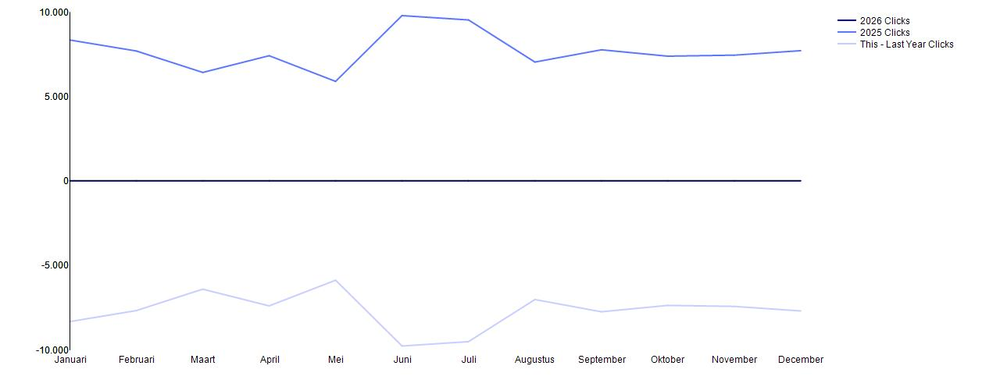 10.000
5.000
0
-5.000
-10.000
Januari Februari Maart April Mei Juni Juli Augustus September Oktober November December
2026 Clicks
2025 Clicks
This - Last Year Clicks